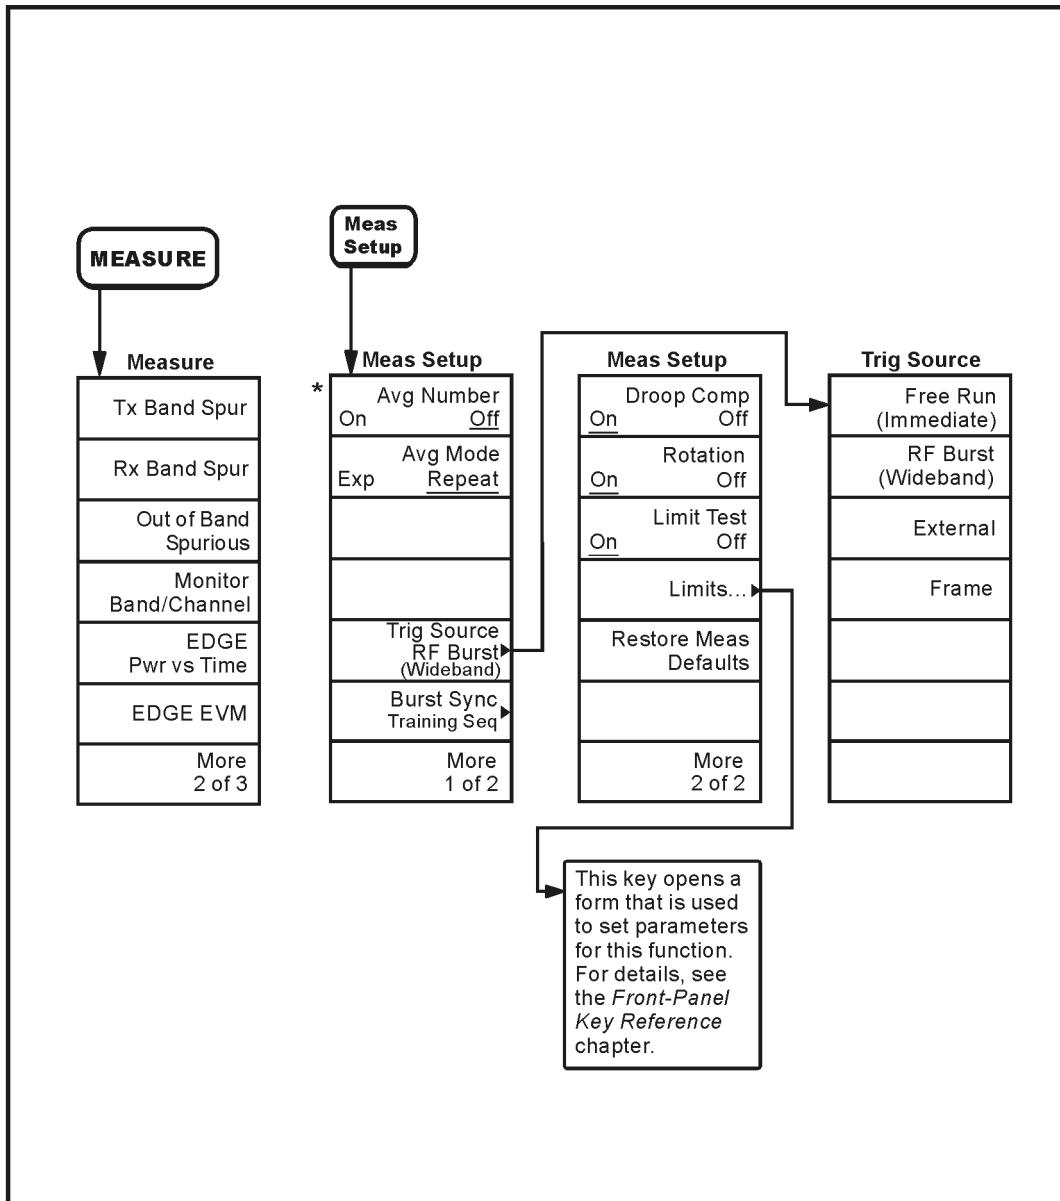 MEASURE
Measure
Tx Band Spur
Rx Band Spur
Out of Band
Spurious
Monitor
Band/Channel
EDGE
Pwr vs Time
EDGE EVM
More
2 of 3
Meas
Setup
Meas Setup
*
Avg Number
On Off
Avg Mode
Exp Repeat
Trig Source
RF Burst
(Wideband)
Burst Sync
Training Seq
More
1 of 2
Meas Setup
Droop Comp
On Off
Rotation
On Off
Limit Test
On Off
Limits...
Restore Meas
Defaults
More
2 of 2
Trig Source
Free Run
(Immediate)
RF Burst
(Wideband)
External
Frame
This key opens a
form that is used
to set parameters
for this function.
For details, see
the Front-Panel
Key Reference
chapter.